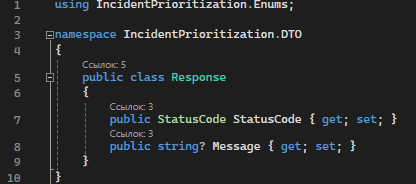 1 using IncidentPrioritization.Enums;
2
3 namespace IncidentPrioritization.DTO
4 {
Ссылок: 5
5 public class Response
6 {
Ссылок: 3
7 public StatusCode StatusCode { get; set; }
Ссылок: 3
8 public string? Message { get; set; }
9 }
10 }